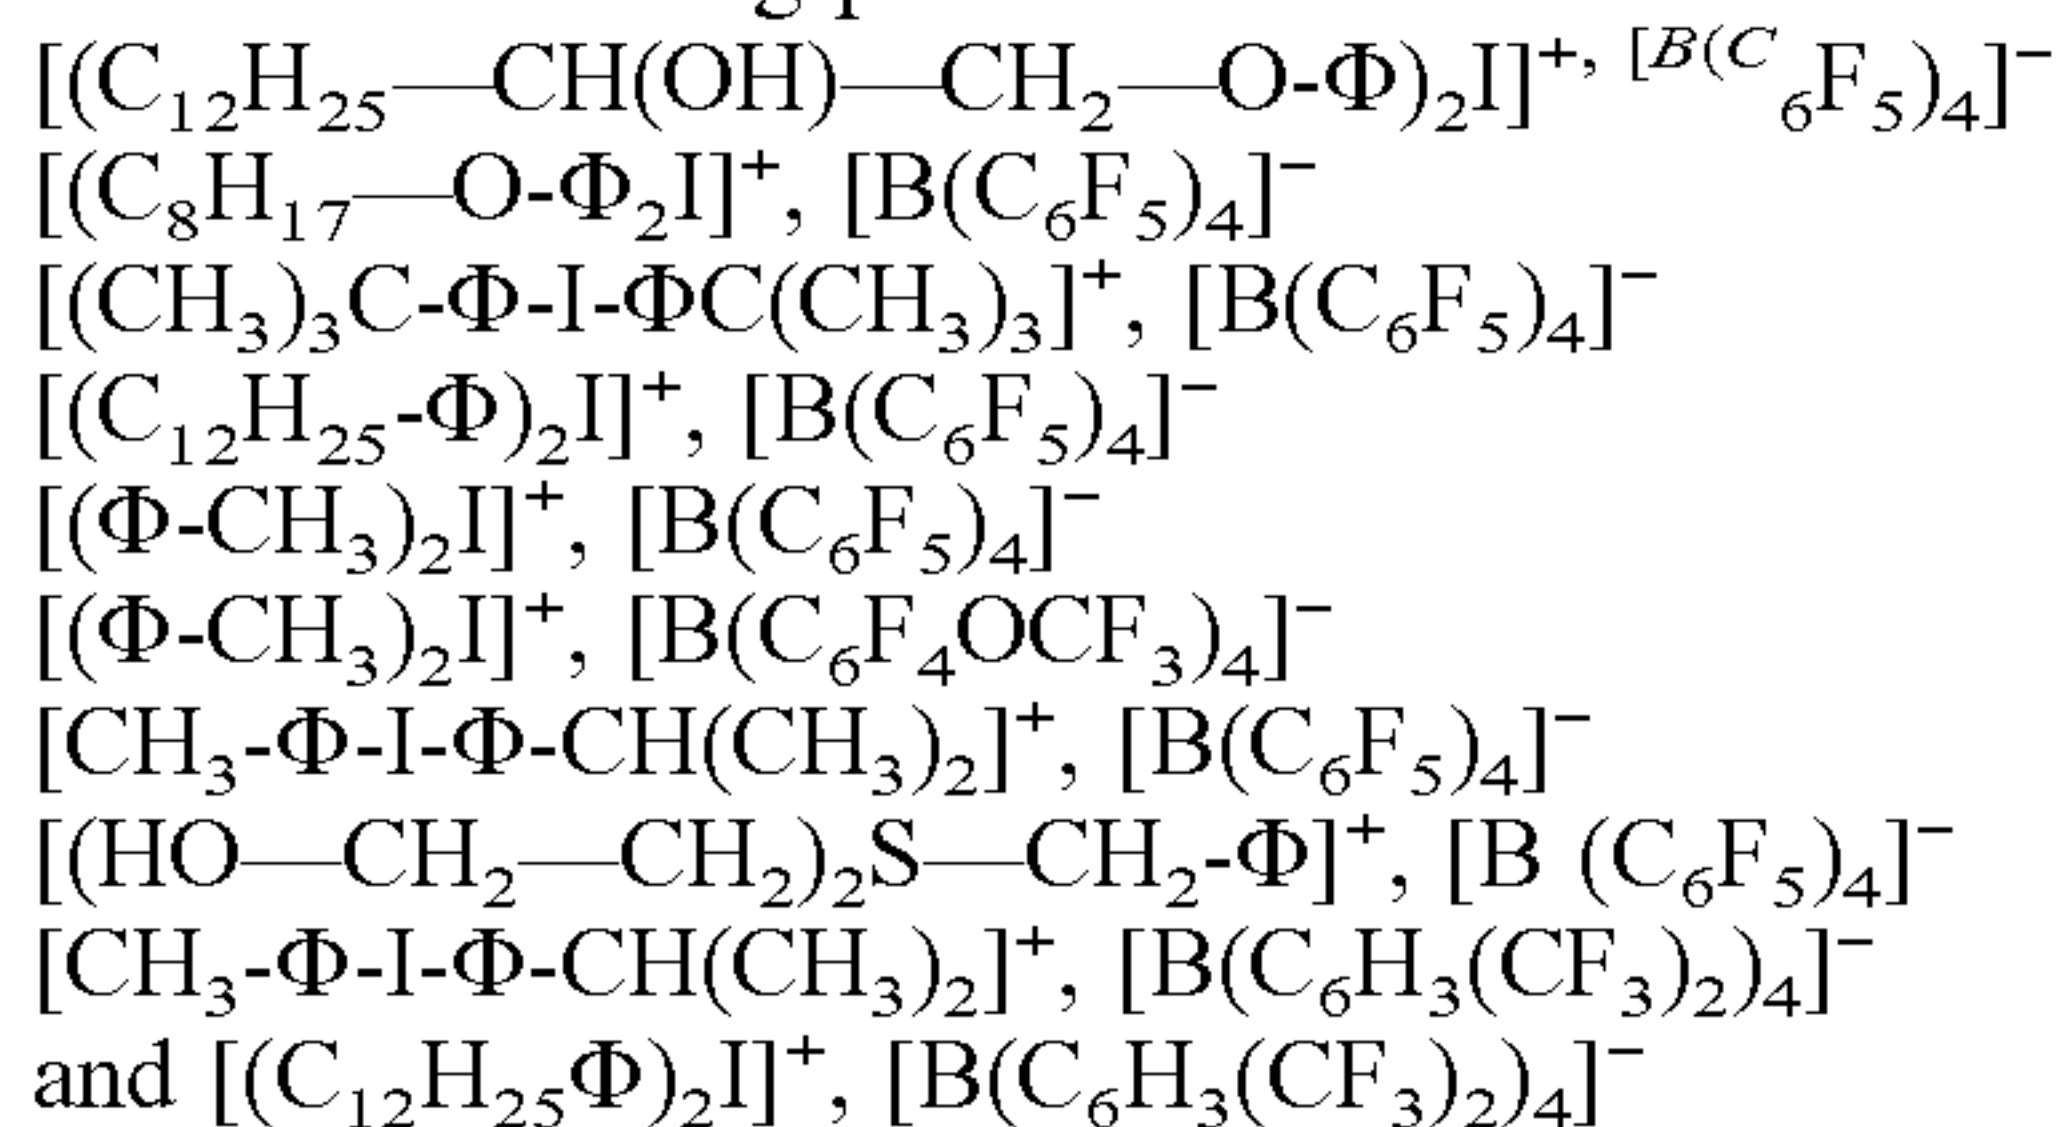 [(C₁₂H₂₅—CH(OH)—CH₂—O-Φ)₂I]⁺, [B(C₆F₅)₄]⁻
[(C₈H₁₇—O-Φ₂I]⁺, [B(C₆F₅)₄]⁻
[(CH₃)₃C-Φ-I-ΦC(CH₃)₃]⁺, [B(C₆F₅)₄]⁻
[(C₁₂H₂₅-Φ)₂I]⁺, [B(C₆F₅)₄]⁻
[(Φ-CH₃)₂I]⁺, [B(C₆F₅)₄]⁻
[(Φ-CH₃)₂I]⁺, [B(C₆F₄OCF₃)₄]⁻
[CH₃-Φ-I-Φ-CH(CH₃)₂]⁺, [B(C₆F₅)₄]⁻
[(HO—CH₂—CH₂)₂S—CH₂-Φ]⁺, [B (C₆F₅)₄]⁻
[CH₃-Φ-I-Φ-CH(CH₃)₂]⁺, [B(C₆H₃(CF₃)₂)₄]⁻
and [(C₁₂H₂₅Φ)₂I]⁺, [B(C₆H₃(CF₃)₂)₄]⁻